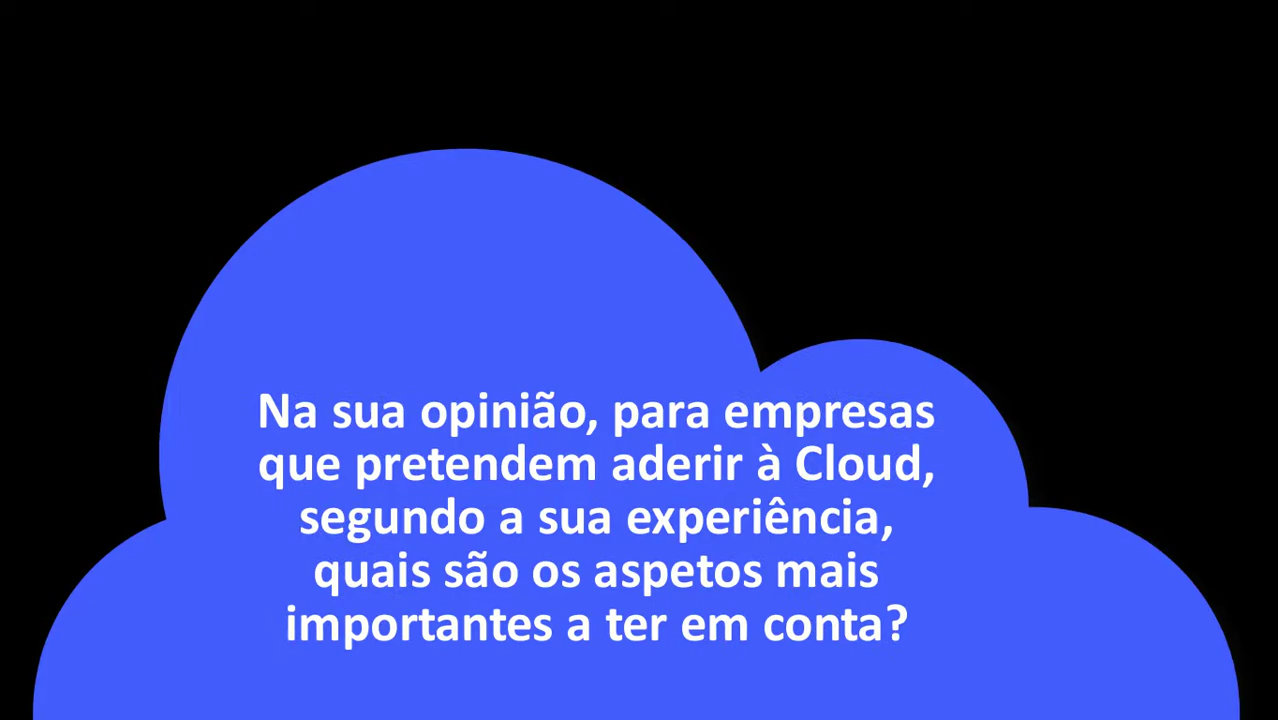 Na sua opinião, para empresas
que pretendem aderir à Cloud,
segundo a sua experiência,
quais são os aspetos mais
importantes a ter em conta?